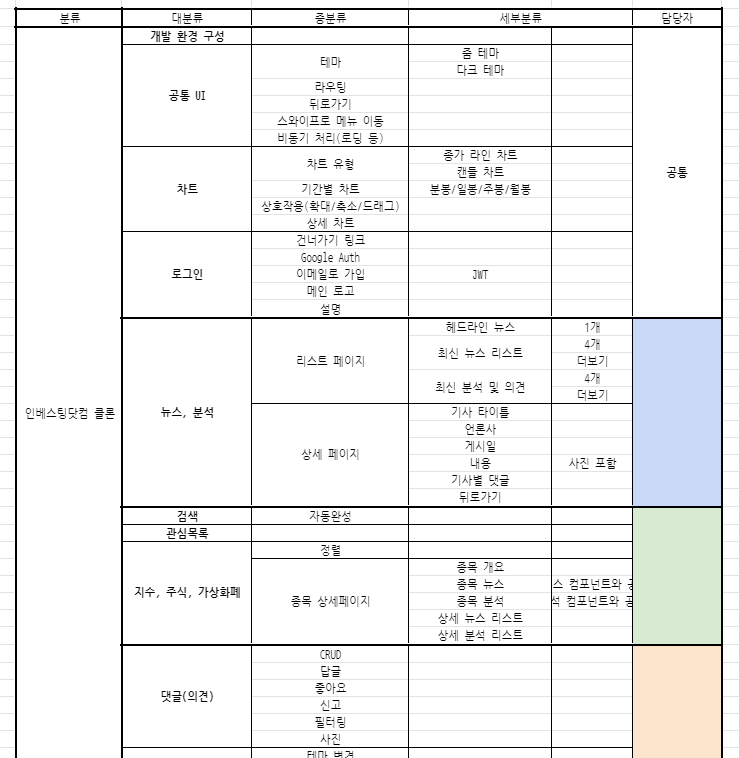 분류 대분류 중분류 세부분류 담당자
개발 환경 구성
테마 줌 테마
다크 테마
공통 UI
라우팅
뒤로가기
스와이프로 메뉴 이동
비동기 처리(로딩 등)
차트 유형 종가 라인 차트
캔들 차트
공통
차트 기간별 차트 분봉/일봉/주봉/월봉
상호작용(확대/축소/드래그)
상세 차트
건너가기 링크
Google Auth
로그인 이메일로 가입 JWT
메인 로고
설명
헤드라인 뉴스 1개
리스트 페이지 최신 뉴스 리스트 4개
더보기
최신 분석 및 의견 4개
더보기
인베스팅닷컴 클론 뉴스, 분석
기사 타이틀
언론사
게시일
상세 페이지 내용 사진 포함
기사별 댓글
뒤로가기
검색 자동완성
관심목록
정렬
종목 개요
지수, 주식, 가상화폐 종목 상세페이지
종목 뉴스 스 컴포넌트와
종목 분석 석 컴포넌트와
상세 뉴스 리스트
상세 분석 리스트
CRUD
답글
좋아요
댓글(의견)
신고
필터링
사진
테마 변경